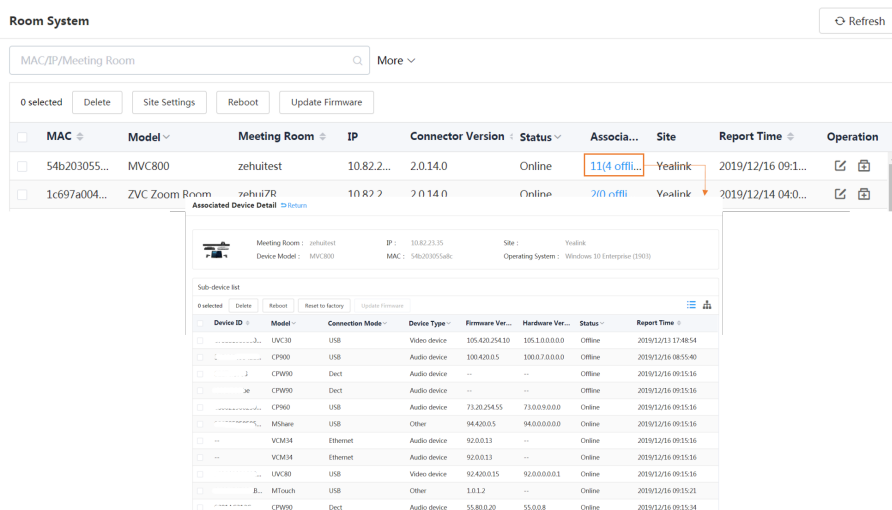 Room System
Refresh
MAC/IP/Meeting Room
More
0 selected Delete Site Settings Reboot Update Firmware
MAC Model Meeting Room IP Connector Version Status Associa... Site Report Time Operation
54b203055... MVC800 zehuitest 10.82.2... 2.0.14.0 Online 11(4 offli... Yealink 2019/12/16 09:1...
1c697a004... ZVC Zoom Room zehuiZR 10.82.2 2.0.14.0 Online 2(0 offli Yealink 2019/12/14 04:0...
Associated Device Detail Return
Meeting Room : zehuitest IP : 10.82.23.35 Site : Yealink
Device Model : MVC800 MAC : 54b203055a8c Operating System : Windows 10 Enterprise (1903)
Sub-device list
0 selected Delete Reboot Reset to factory Update Firmware
Device ID Model Connection Mode Device Type Firmware Ver... Hardware Ver... Status Report Time
UVC30 USB Video device 105.420.254.10 105.1.0.0.0.0 Offline 2019/12/13 17:48:54
CP900 USB Audio device 100.420.0.5 100.0.7.0.0.0.0 Offline 2019/12/16 08:55:40
CPW90 Dect Audio device -- -- Offline 2019/12/16 09:15:16
CPW90 Dect Audio device -- -- Offline 2019/12/16 09:15:16
CP960 USB Audio device 73.20.254.55 73.0.0.9.0.0.0 Online 2019/12/16 09:15:16
MShare USB Other 94.420.0.5 94.0.0.0.0.0.0 Online 2019/12/16 09:15:16
-- VCM34 Ethernet Audio device 92.0.0.13 -- Online 2019/12/16 09:15:16
-- VCM34 Ethernet Audio device 92.0.0.13 -- Online 2019/12/16 09:15:16
UVC80 USB Video device 92.420.0.15 92.0.0.0.0.0.1 Online 2019/12/16 09:15:16
B... MTouch USB Other 1.0.1.2 -- Online 2019/12/16 09:15:21
CPW90 Dect Audio device 55.80.0.20 55.0.0.8 Online 2019/12/16 09:15:34